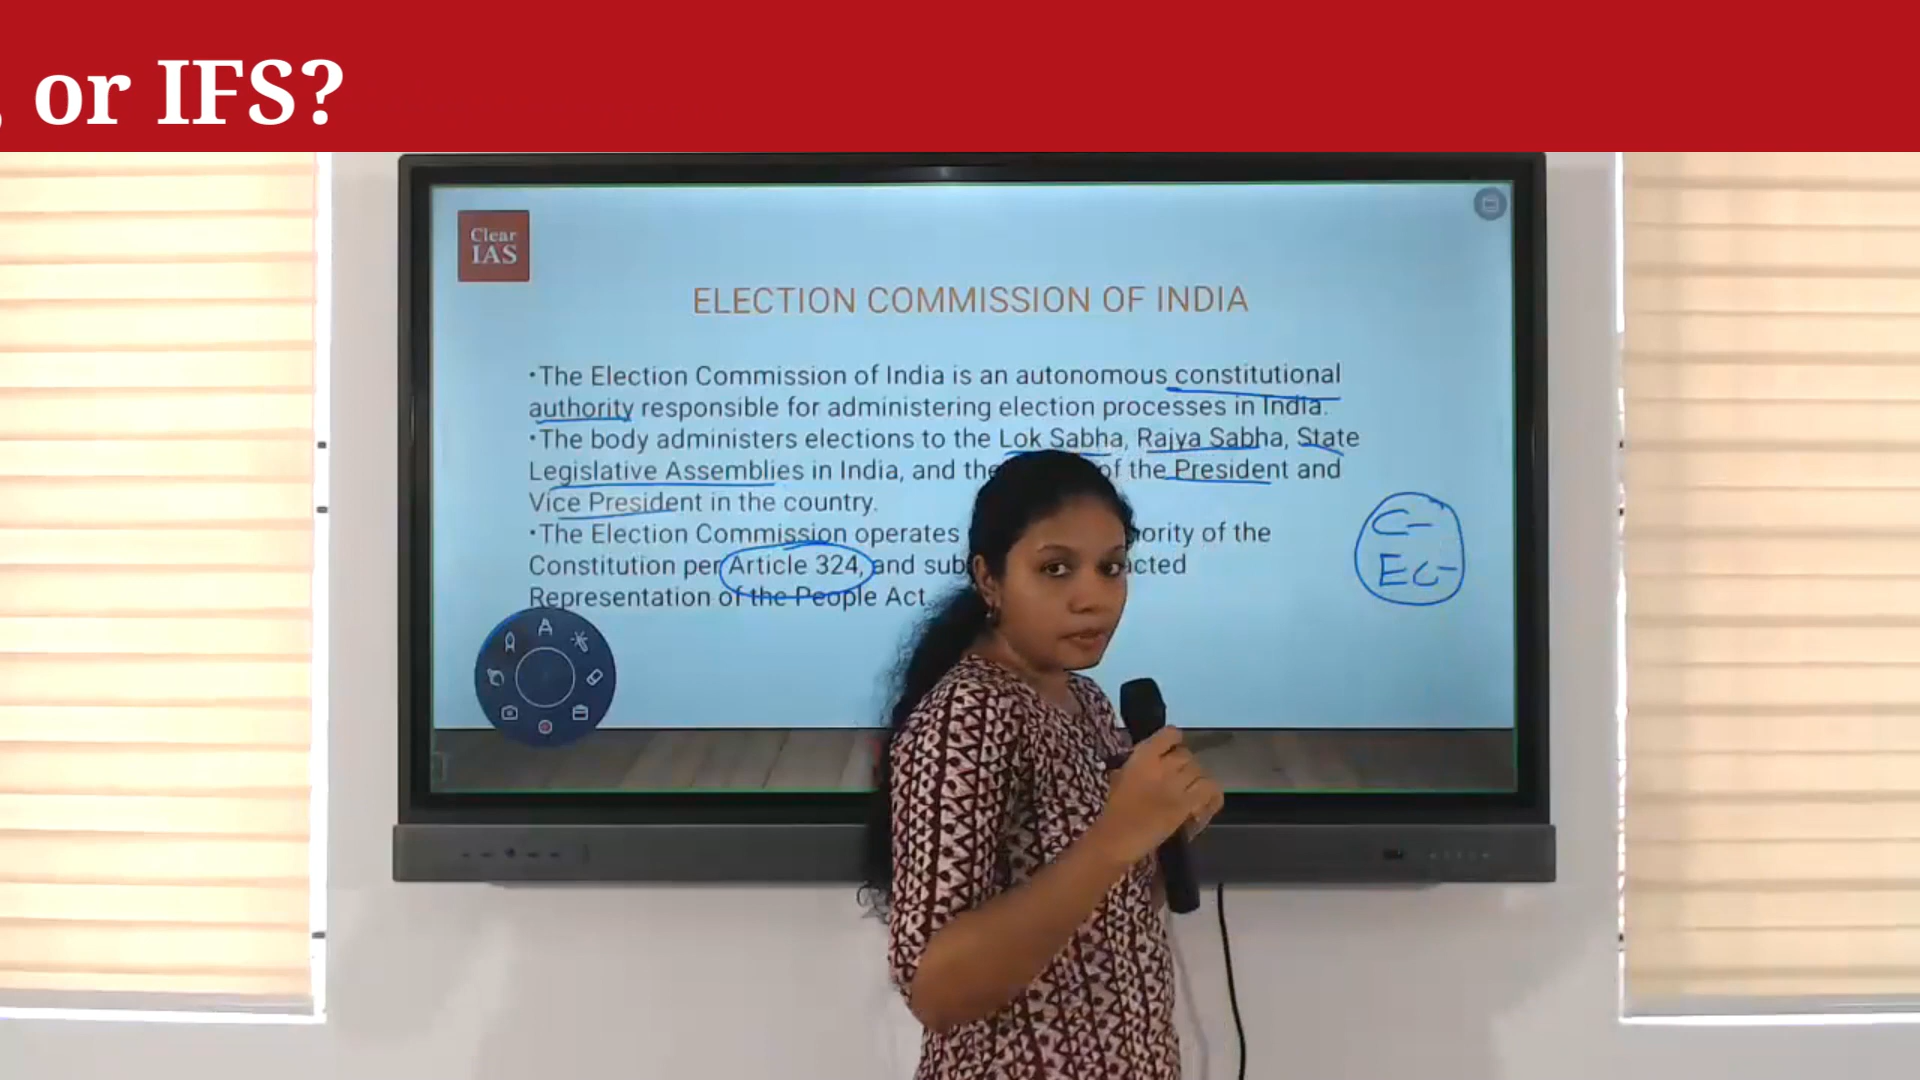 , or IFS?
Clear
IAS
ELECTION COMMISSION OF INDIA
•The Election Commission of India is an autonomous constitutional
authority responsible for administering election processes in India.
•The body administers elections to the Lok Sabha, Rajya Sabha, State
Legislative Assemblies in India, and the of the President and
Vice President in the country.
•The Election Commission operates ority of the
Constitution per Article 324, and sub acted
Representation of the People Act
C-
EC-